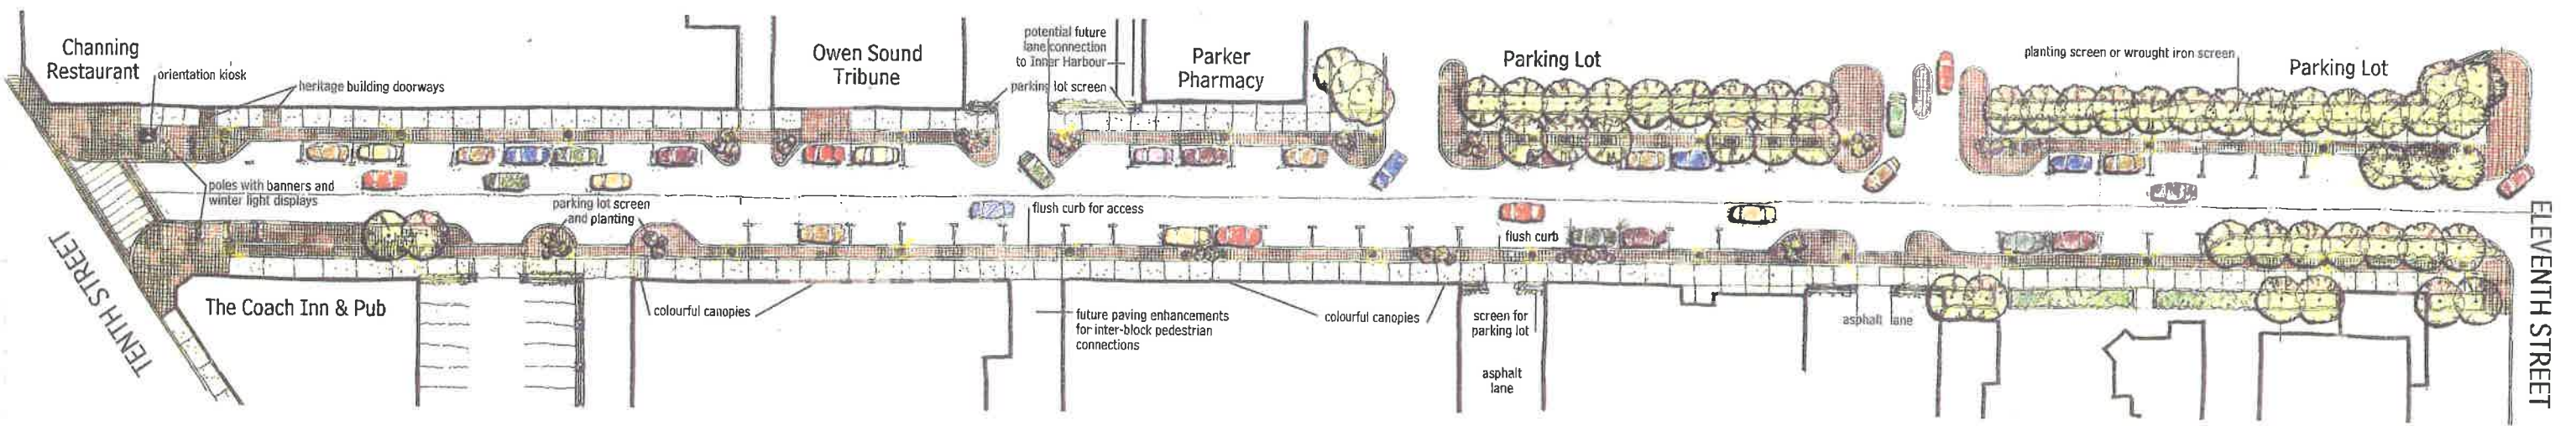 Channing
Restaurant
orientation kiosk
heritage building doorways
Owen Sound
Tribune
potential future
lane connection
to Inner Harbour
parking lot screen
Parker
Pharmacy
Parking Lot
planting screen or wrought iron screen
Parking Lot
poles with banners and
winter light displays
parking lot screen
and planting
flush curb for access
flush curb
TENTH STREET
The Coach Inn & Pub
colourful canopies
future paving enhancements
for inter-block pedestrian
connections
colourful canopies
screen for
parking lot
asphalt
lane
asphalt lane
ELEVENTH STREET